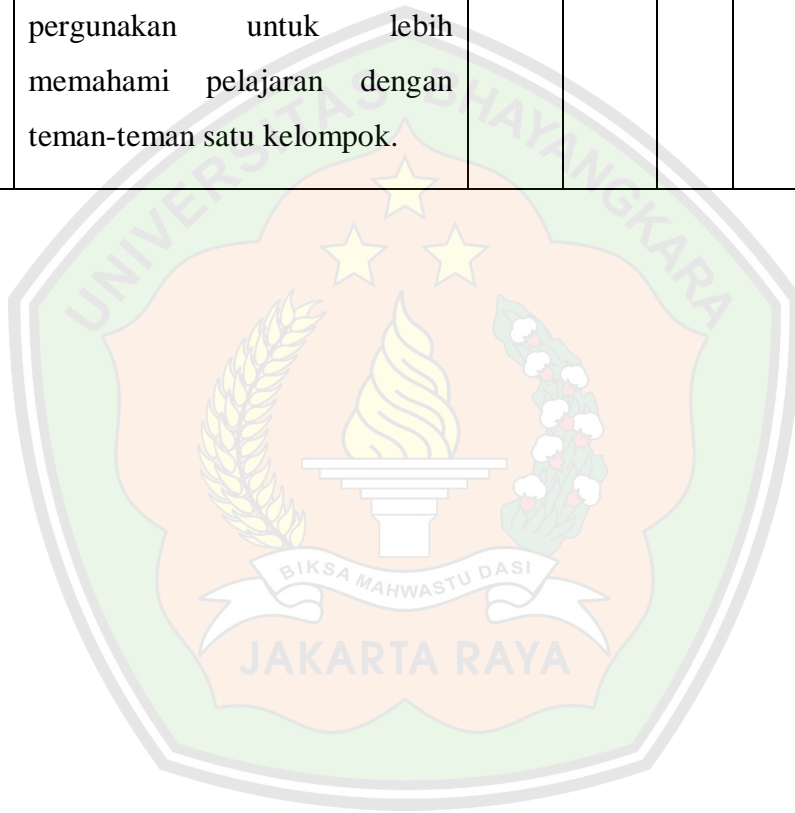 pergunakan untuk lebih
memahami pelajaran dengan
teman-teman satu kelompok.
UNIVERSITAS BHAYANGKARA
BIKSA MAHWASTU DASI
JAKARTA RAYA